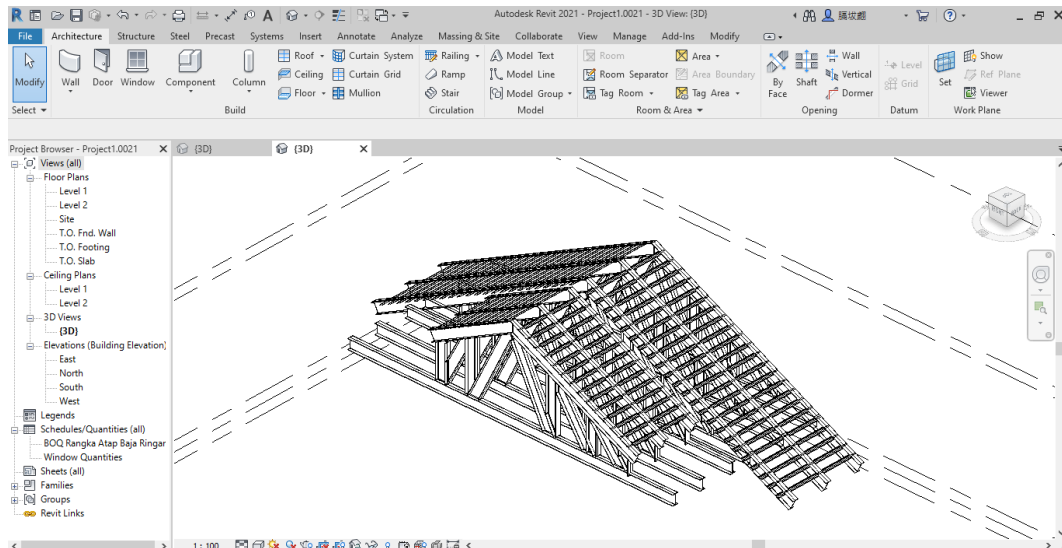 Autodesk Revit 2021 - Project1.0021 - 3D View: {3D}
File Architecture Structure Steel Precast Systems Insert Annotate Analyze Massing & Site Collaborate View Manage Add-Ins Modify
Modify Wall Door Window Component Column
Roof Curtain System
Ceiling Curtain Grid
Floor Mullion
Railing
Ramp
Stair
Model Text
Model Line
Model Group
Room
Room Separator
Tag Room
Area
Area Boundary
Tag Area
By Face
Shaft
Wall
Vertical
Dormer
Level
Grid
Set
Show
Ref Plane
Viewer
Select Build Circulation Model Room & Area Opening Datum Work Plane
Project Browser - Project1.0021 X {3D} {3D} X
Views (all)
Floor Plans
Level 1
Level 2
Site
T.O. Fnd. Wall
T.O. Footing
T.O. Slab
Ceiling Plans
Level 1
Level 2
3D Views
{3D}
Elevations (Building Elevation)
East
North
South
West
Legends
Schedules/Quantities (all)
BOQ Rangka Atap Baja Ringar
Window Quantities
Sheets (all)
Families
Groups
Revit Links
1 : 100